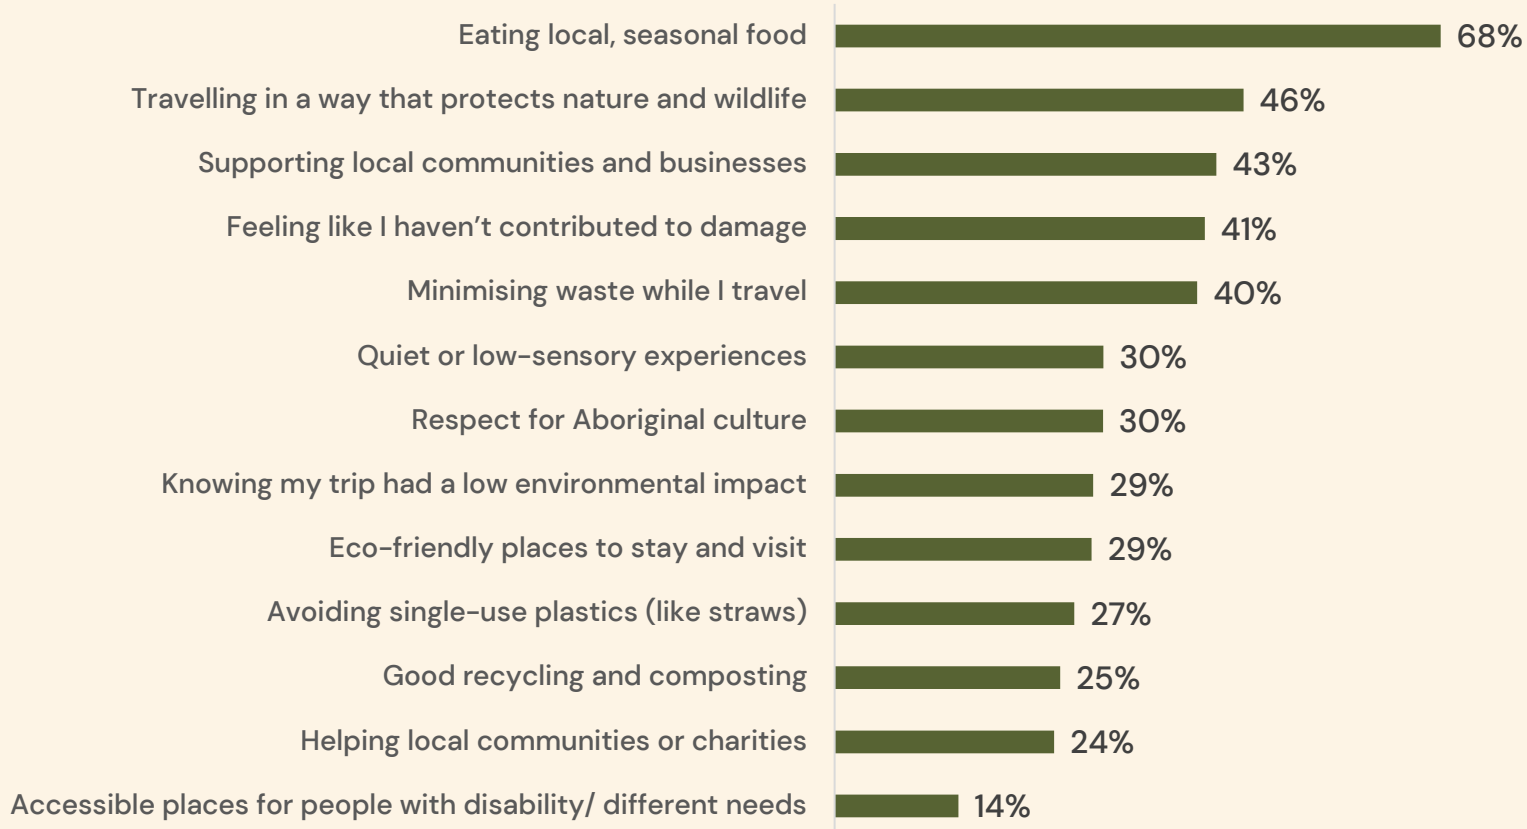 Eating local, seasonal food 68%
Travelling in a way that protects nature and wildlife 46%
Supporting local communities and businesses 43%
Feeling like I haven’t contributed to damage 41%
Minimising waste while I travel 40%
Quiet or low-sensory experiences 30%
Respect for Aboriginal culture 30%
Knowing my trip had a low environmental impact 29%
Eco-friendly places to stay and visit 29%
Avoiding single-use plastics (like straws) 27%
Good recycling and composting 25%
Helping local communities or charities 24%
Accessible places for people with disability/ different needs 14%